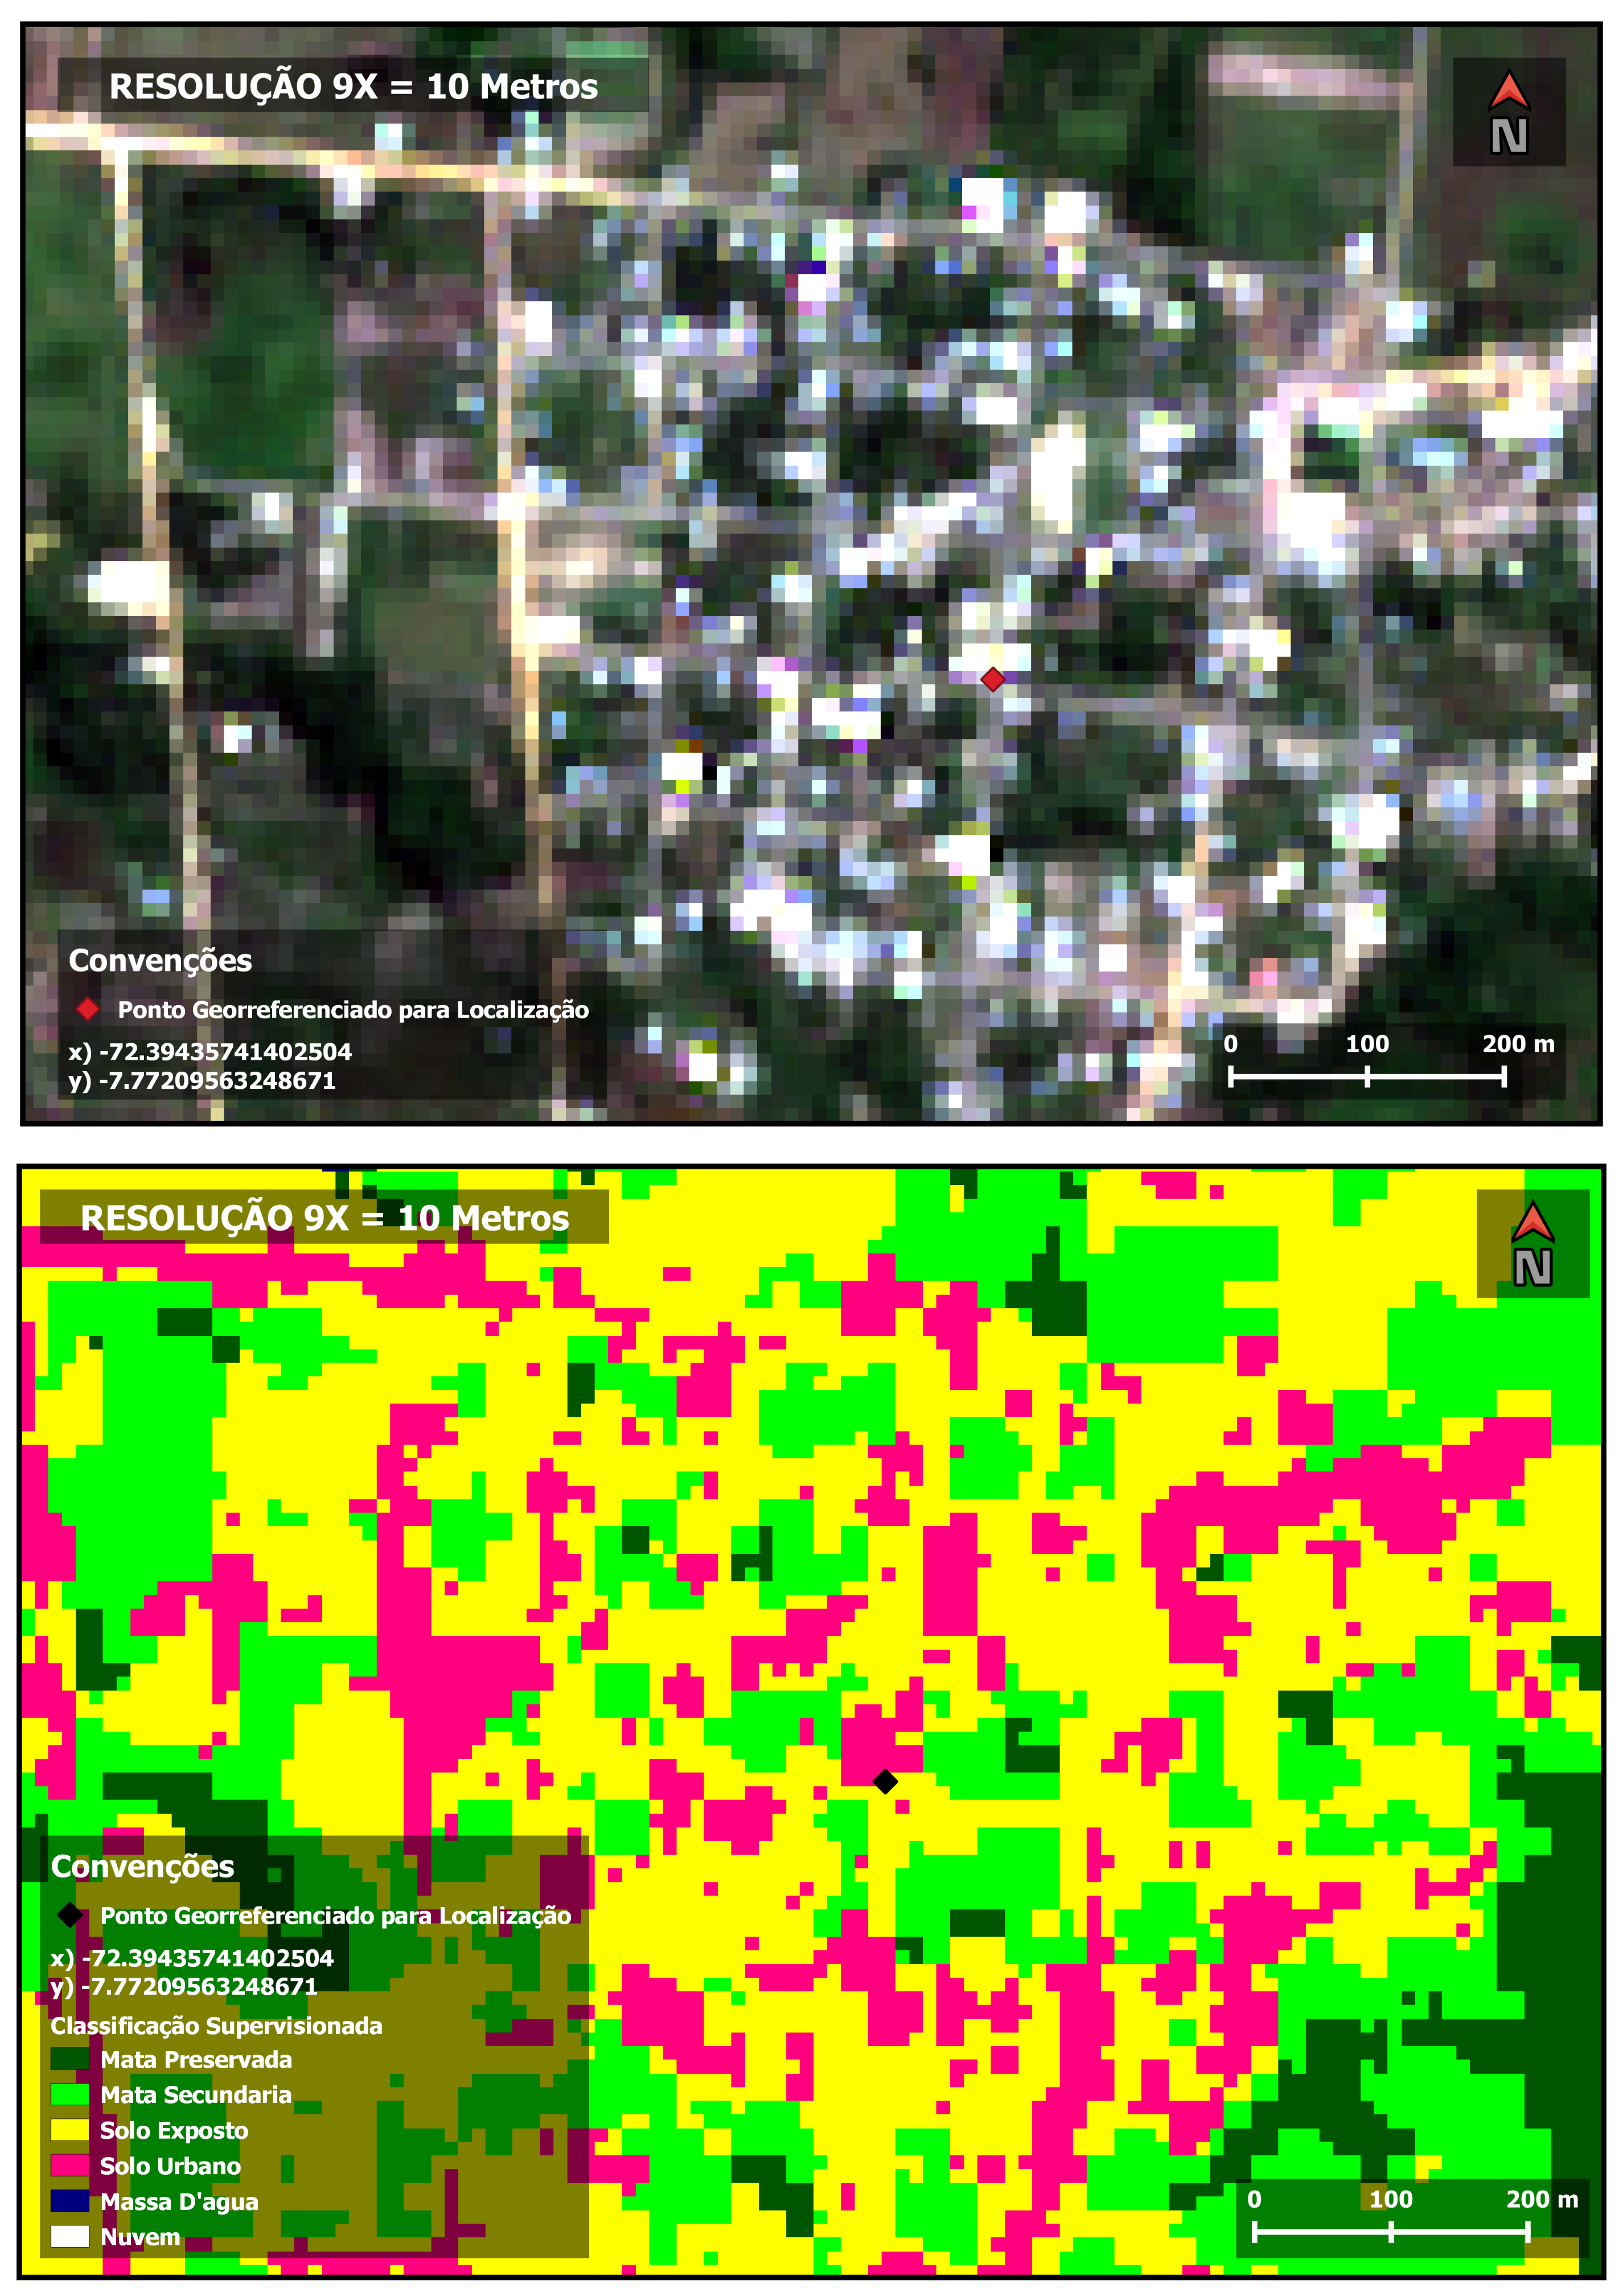 RESOLUÇÃO 9X = 10 Metros
N
Convenções
Ponto Georreferenciado para Localização
x) -72.39435741402504
y) -7.77209563248671
0 100 200 m
RESOLUÇÃO 9X = 10 Metros
N
Convenções
Ponto Georreferenciado para Localização
x) -72.39435741402504
y) -7.77209563248671
Classificação Supervisionada
Mata Preservada
Mata Secundaria
Solo Exposto
Solo Urbano
Massa D'agua
Nuvem
0 100 200 m